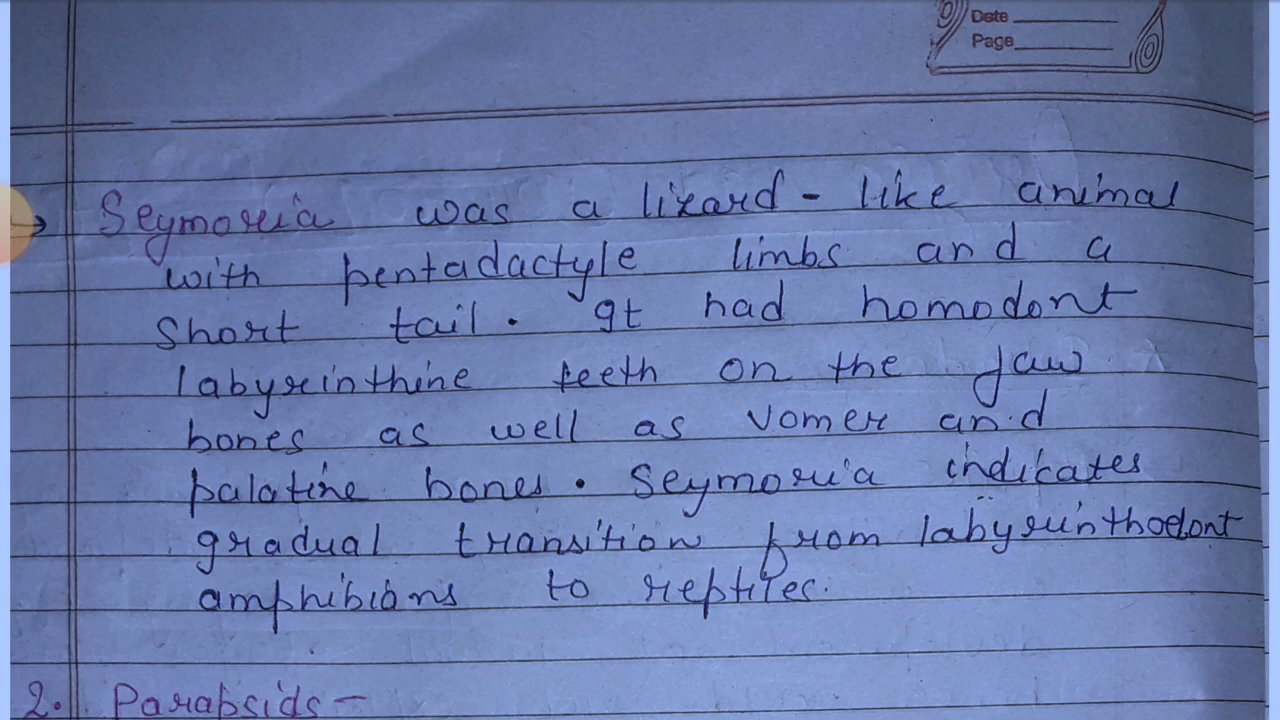 Date
Page
→ Seymoria was a lizard - like animal
with pentadactyle limbs and a
short tail. It had homodont
labyrinthine teeth on the jaw
bones as well as vomer and
palatine bones. Seymoria indicates
gradual transition from labyrinthodont
amphibians to reptiles.
2. Parapsids -